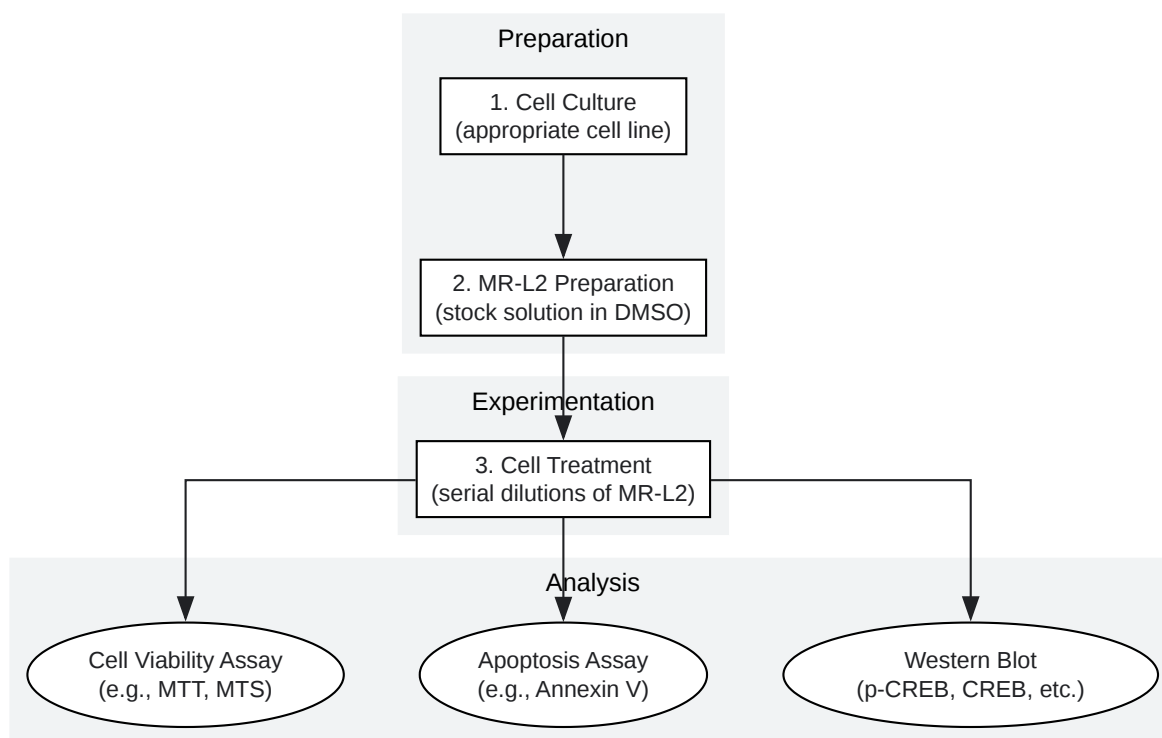 Preparation
1. Cell Culture
(appropriate cell line)
2. MR-L2 Preparation
(stock solution in DMSO)
Experimentation
3. Cell Treatment
(serial dilutions of MR-L2)
Analysis
Cell Viability Assay
(e.g., MTT, MTS)
Apoptosis Assay
(e.g., Annexin V)
Western Blot
(p-CREB, CREB, etc.)